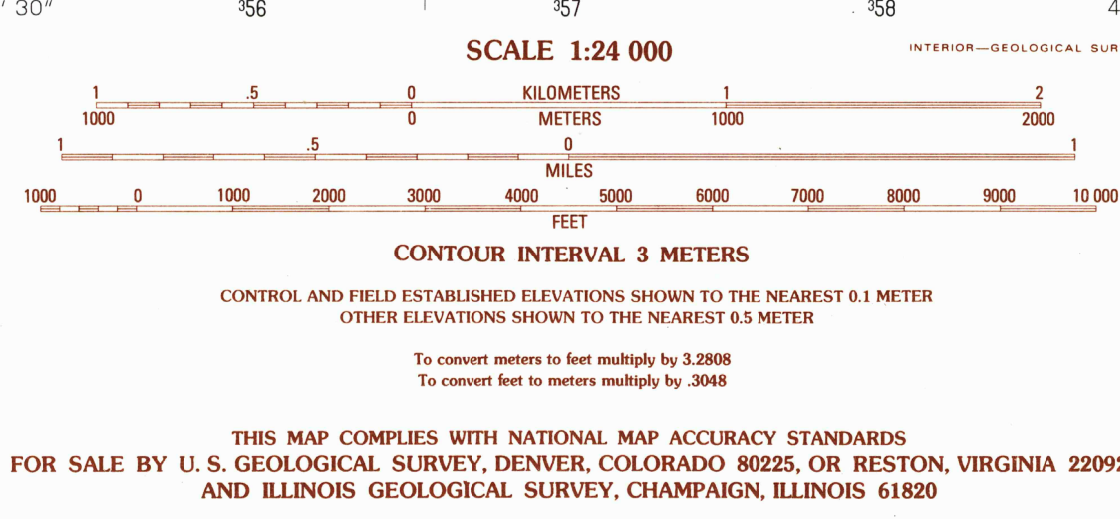 ' 30" ³56 ³57 ³58 4
SCALE 1:24 000
INTERIOR—GEOLOGICAL SUR
1 .5 0 KILOMETERS 1 2
1000 0 METERS 1000 2000
1 .5 0 1
MILES
1000 0 1000 2000 3000 4000 5000 6000 7000 8000 9000 10 000
FEET
CONTOUR INTERVAL 3 METERS
CONTROL AND FIELD ESTABLISHED ELEVATIONS SHOWN TO THE NEAREST 0.1 METER
OTHER ELEVATIONS SHOWN TO THE NEAREST 0.5 METER
To convert meters to feet multiply by 3.2808
To convert feet to meters multiply by .3048
THIS MAP COMPLIES WITH NATIONAL MAP ACCURACY STANDARDS
FOR SALE BY U. S. GEOLOGICAL SURVEY, DENVER, COLORADO 80225, OR RESTON, VIRGINIA 22092
AND ILLINOIS GEOLOGICAL SURVEY, CHAMPAIGN, ILLINOIS 61820